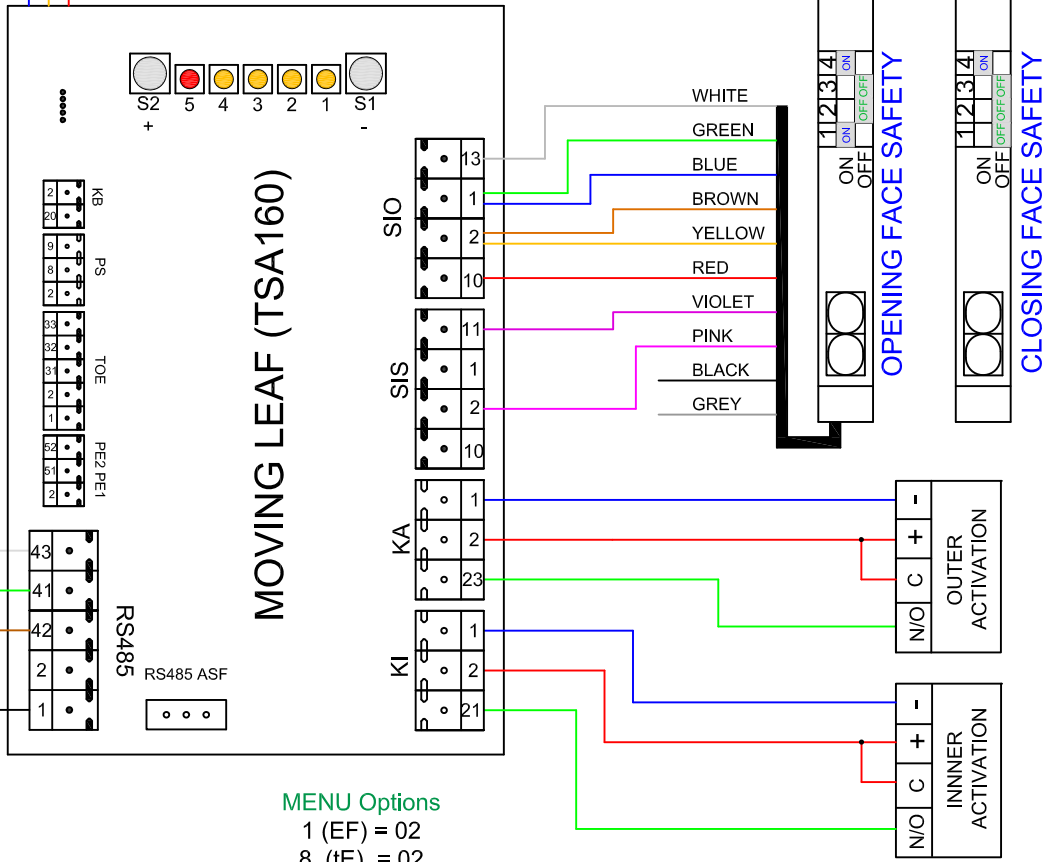 S2
5
4
3
2
1
S1
+
-
MOVING LEAF (TSA160)
KB
2
20
PS
9
8
2
TOE
33
32
31
2
1
PE2 PE1
52
51
2
RS485
43
41
42
2
1
RS485 ASF
SIO
13
1
2
10
SIS
11
1
2
10
KA
1
2
23
KI
1
2
21
WHITE
GREEN
BLUE
BROWN
YELLOW
RED
VIOLET
PINK
BLACK
GREY
1 2 3 4
ON
OFF OFF
ON
ON
OFF
OPENING FACE SAFETY
1 2 3 4
OFF OFF OFF
ON
ON
OFF
CLOSING FACE SAFETY
-
+
C
N/O
OUTER
ACTIVATION
-
+
C
N/O
INNNER
ACTIVATION
MENU Options
1 (EF) = 02
8 (tE) = 02